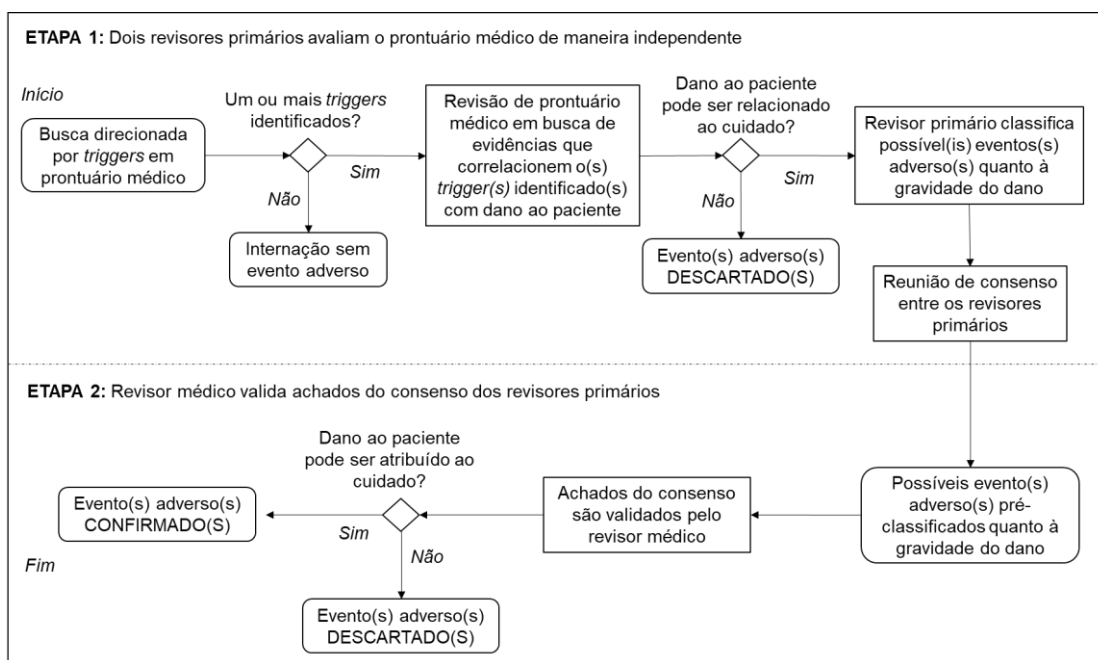 ETAPA 1: Dois revisores primários avaliam o prontuário médico de maneira independente
Início
Busca direcionada
por triggers em
prontuário médico
Um ou mais triggers
identificados?
Sim
Não
Internação sem
evento adverso
Revisão de prontuário
médico em busca de
evidências que
correlacionem o(s)
trigger(s) identificado(s)
com dano ao paciente
Dano ao paciente
pode ser relacionado
ao cuidado?
Sim
Não
Evento(s) adverso(s)
DESCARTADO(S)
Revisor primário classifica
possível(is) eventos(s)
adverso(s) quanto à
gravidade do dano
Reunião de consenso
entre os revisores
primários
ETAPA 2: Revisor médico valida achados do consenso dos revisores primários
Possíveis evento(s)
adverso(s) pré-
classificados quanto à
gravidade do dano
Achados do consenso
são validados pelo
revisor médico
Dano ao paciente
pode ser atribuído ao
cuidado?
Sim
Não
Evento(s) adverso(s)
CONFIRMADO(S)
Fim
Evento(s) adverso(s)
DESCARTADO(S)